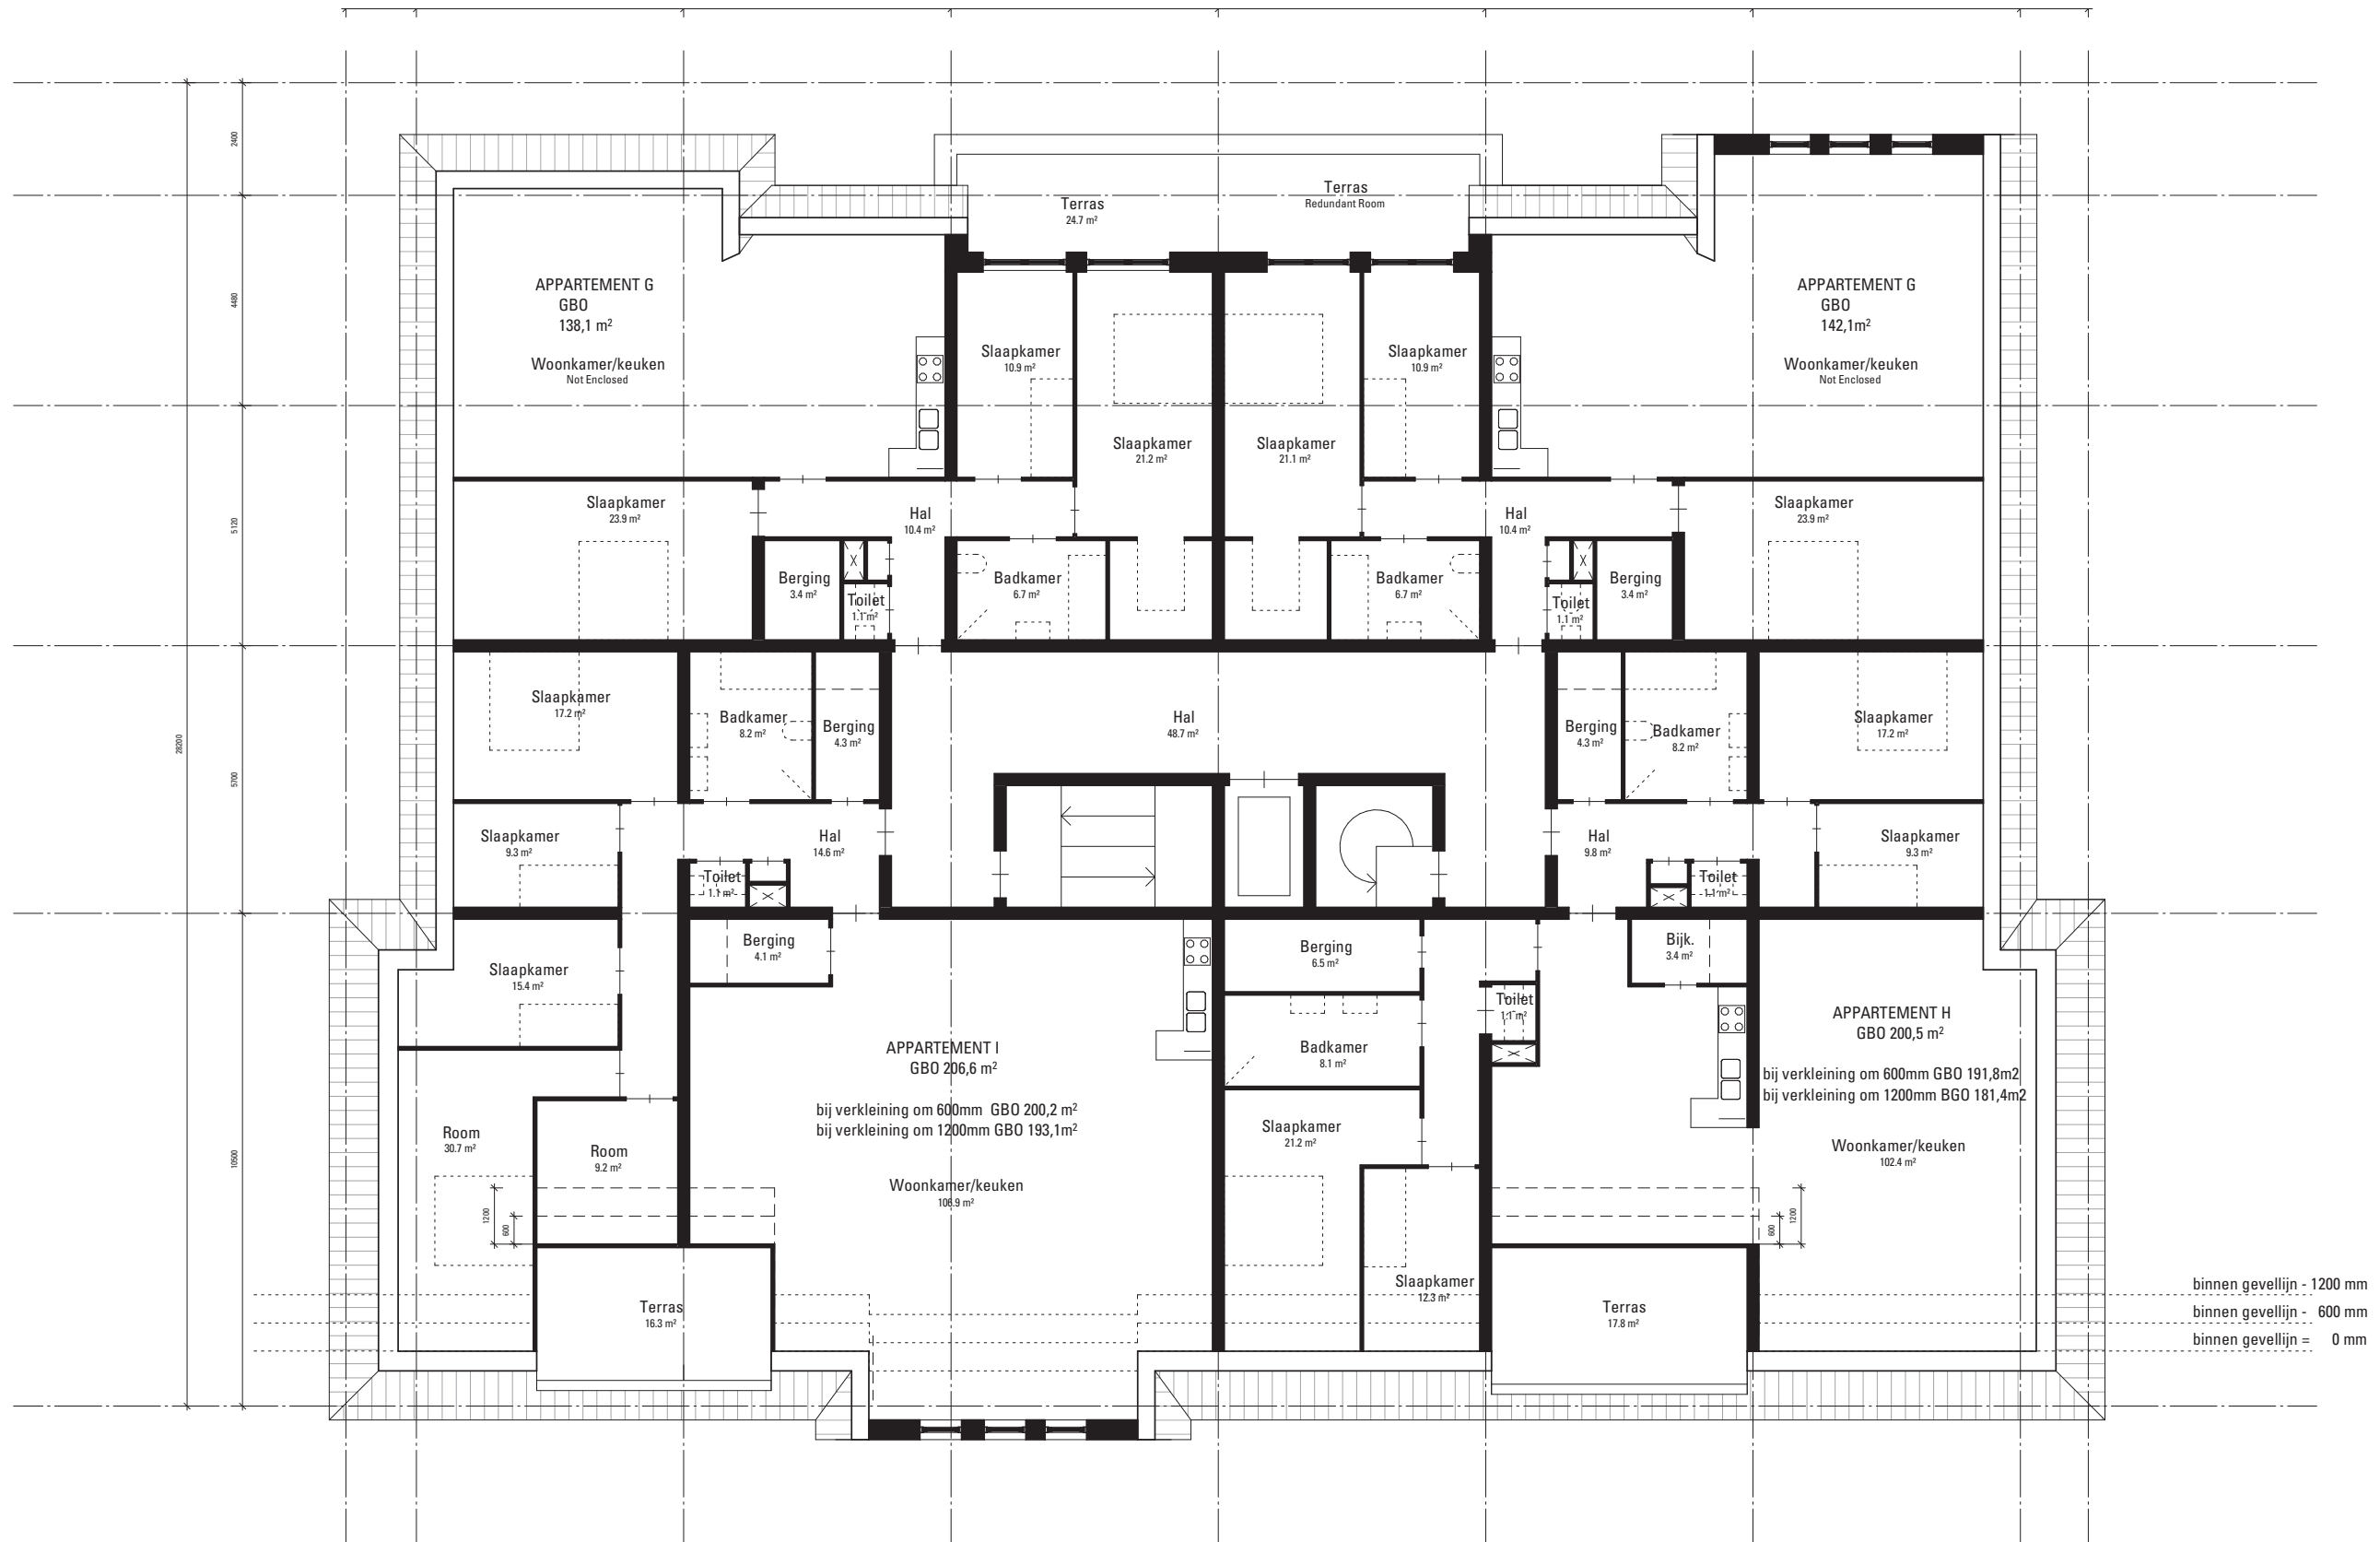 2400
4480
5120
28200
5700
10500
Terras
24.7 m²
Terras
Redundant Room
APPARTEMENT G
GBO
138,1 m²
Woonkamer/keuken
Not Enclosed
Slaapkamer
10.9 m²
Slaapkamer
21.2 m²
Slaapkamer
21.1 m²
Slaapkamer
10.9 m²
APPARTEMENT G
GBO
142,1m²
Woonkamer/keuken
Not Enclosed
Slaapkamer
23.9 m²
Hal
10.4 m²
Hal
10.4 m²
Slaapkamer
23.9 m²
Berging
3.4 m²
Toilet
1.1 m²
Badkamer
6.7 m²
Badkamer
6.7 m²
Toilet
1.1 m²
Berging
3.4 m²
Slaapkamer
17.2 m²
Badkamer
8.2 m²
Berging
4.3 m²
Hal
48.7 m²
Berging
4.3 m²
Badkamer
8.2 m²
Slaapkamer
17.2 m²
Slaapkamer
9.3 m²
Hal
14.6 m²
Toilet
1.1 m²
Hal
9.8 m²
Toilet
1.1 m²
Slaapkamer
9.3 m²
Slaapkamer
15.4 m²
Berging
4.1 m²
Berging
6.5 m²
Toilet
1.1 m²
Bijk.
3.4 m²
APPARTEMENT I
GBO 206,6 m²
bij verkleining om 600mm GBO 200,2 m²
bij verkleining om 1200mm GBO 193,1m²
Woonkamer/keuken
106.9 m²
Badkamer
8.1 m²
Slaapkamer
21.2 m²
APPARTEMENT H
GBO 200,5 m²
bij verkleining om 600mm GBO 191,8m2
bij verkleining om 1200mm BGO 181,4m2
Woonkamer/keuken
102.4 m²
Room
30.7 m²
Room
9.2 m²
1200
600
600
1200
Terras
16.3 m²
Slaapkamer
12.3 m²
Terras
17.8 m²
binnen gevellijn - 1200 mm
binnen gevellijn - 600 mm
binnen gevellijn = 0 mm